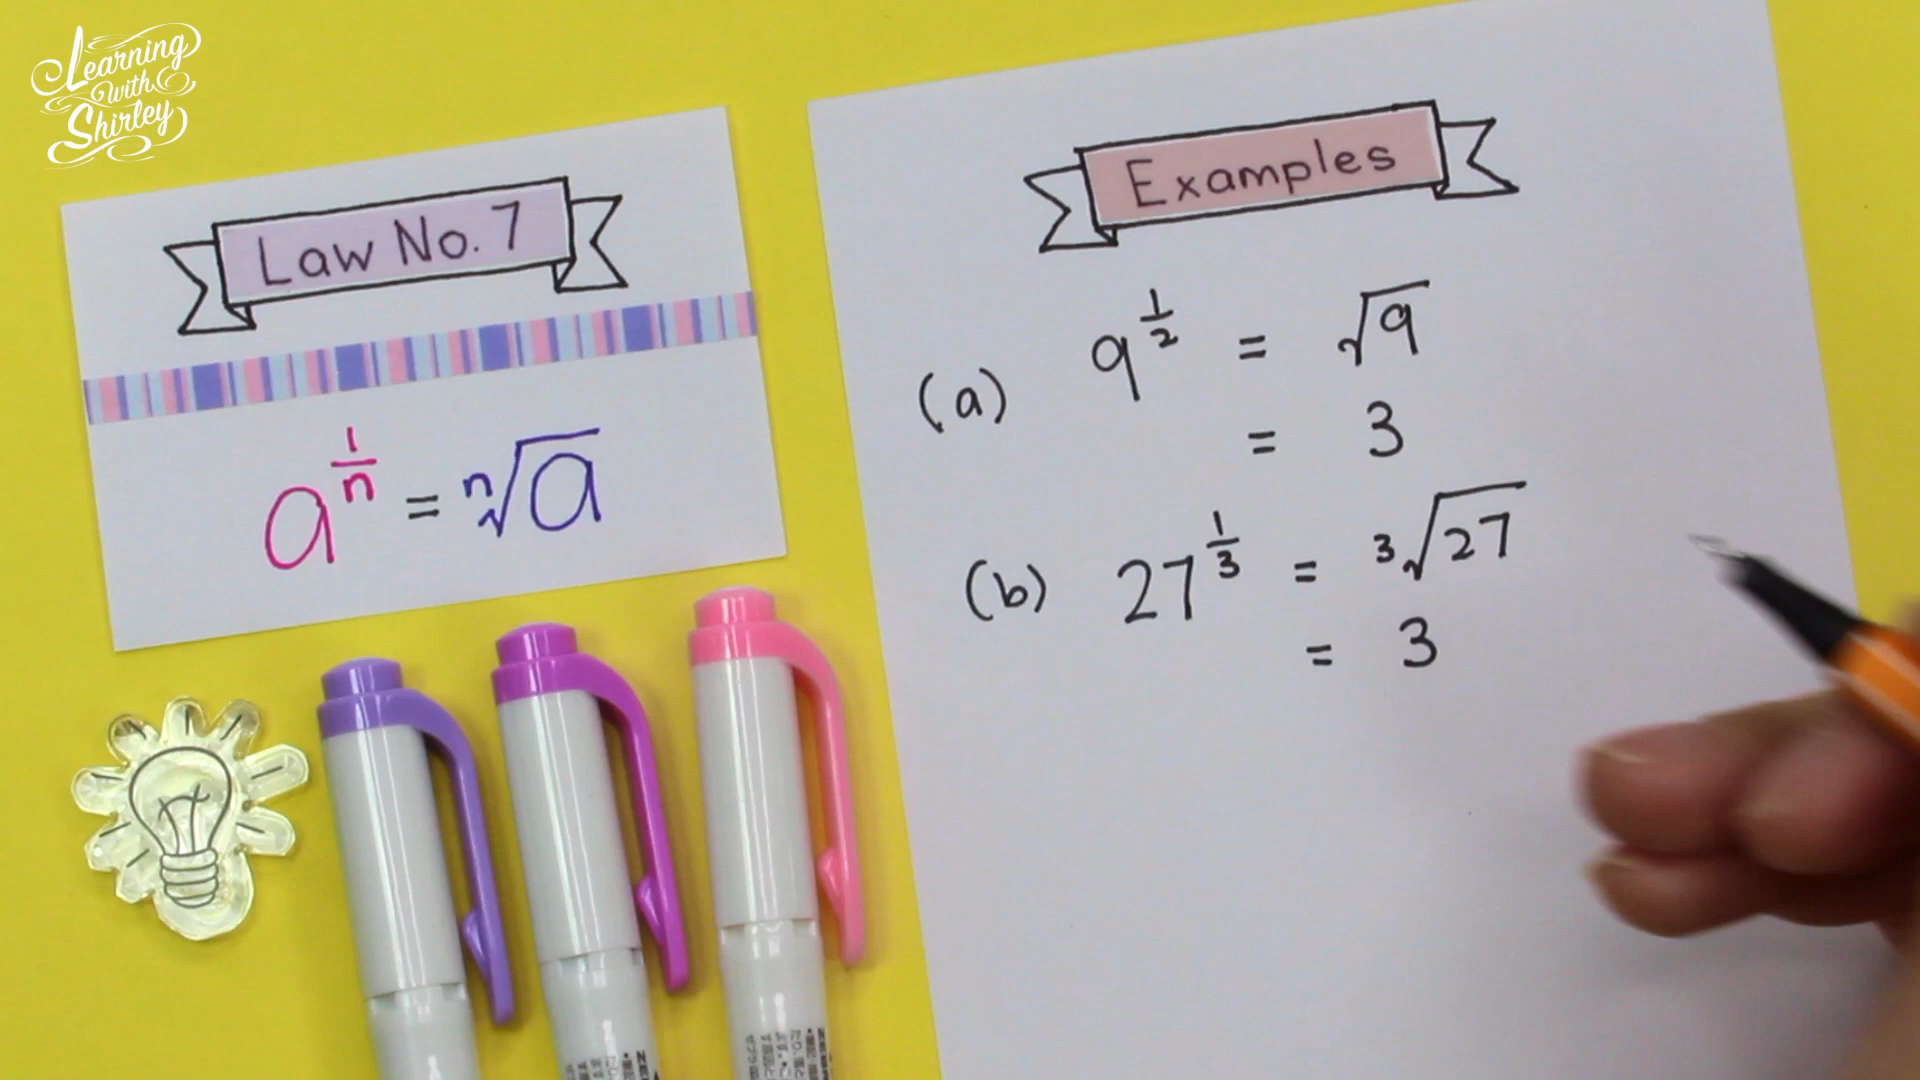 Learning
with
Shirley
Law No. 7
a^(1/n) = ⁿ√a
Examples
(a) 9^(1/2) = √9
= 3
(b) 27^(1/3) = ³√27
= 3